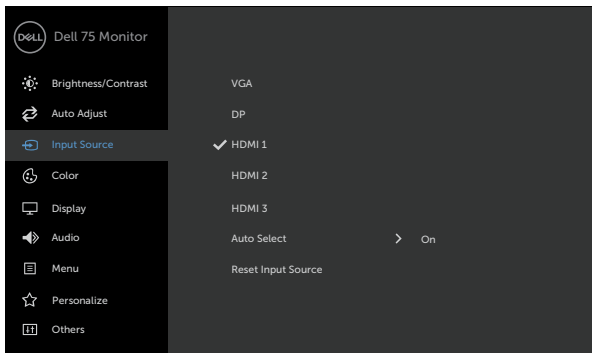 DELL Dell 75 Monitor
Brightness/Contrast
Auto Adjust
Input Source
Color
Display
Audio
Menu
Personalize
Others
VGA
DP
HDMI 1
HDMI 2
HDMI 3
Auto Select On
Reset Input Source